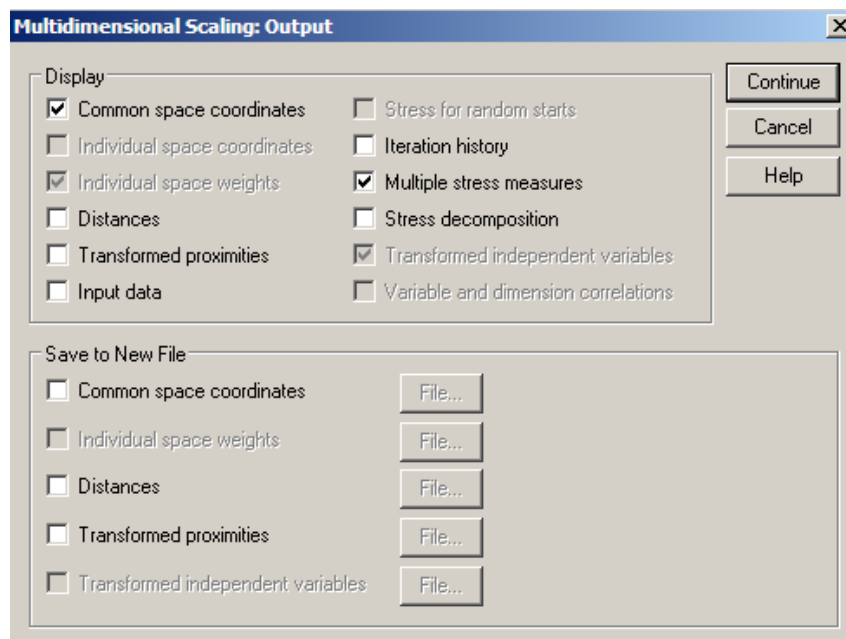 Multidimensional Scaling: Output
Display
Common space coordinates
Individual space coordinates
Individual space weights
Distances
Transformed proximities
Input data
Stress for random starts
Iteration history
Multiple stress measures
Stress decomposition
Transformed independent variables
Variable and dimension correlations
Continue
Cancel
Help
Save to New File
Common space coordinates File...
Individual space weights File...
Distances File...
Transformed proximities File...
Transformed independent variables File...